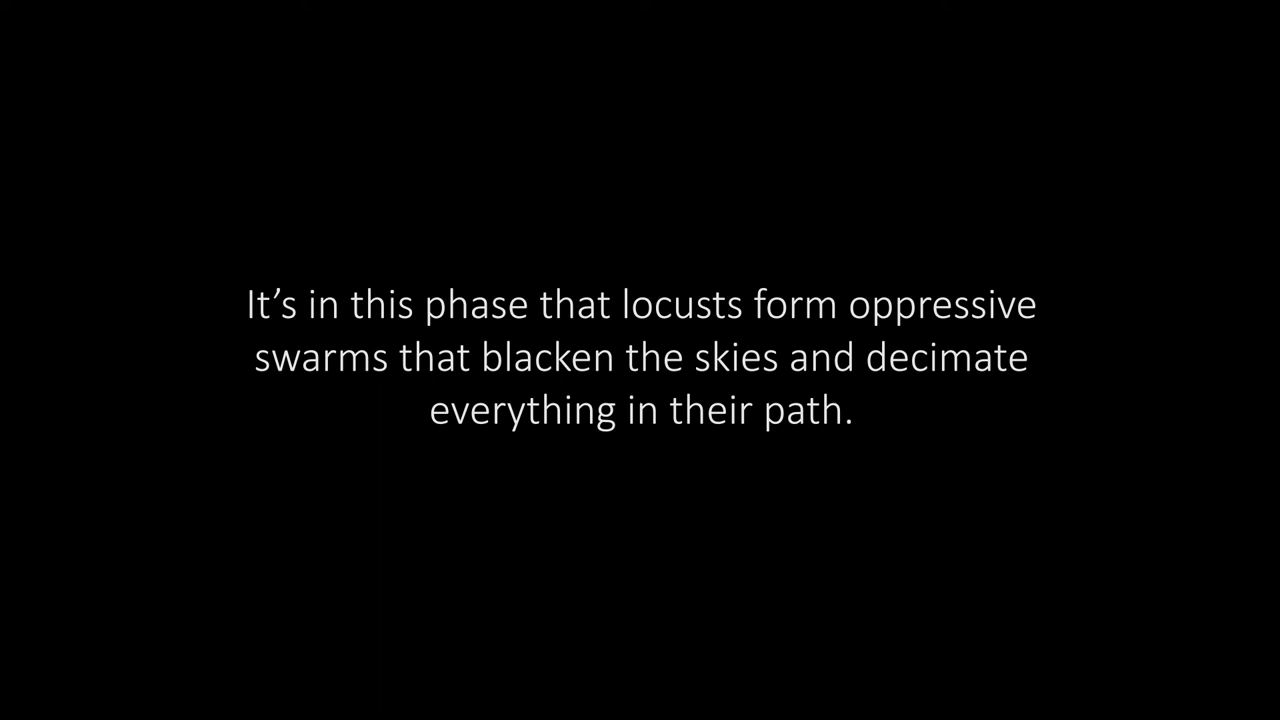 It’s in this phase that locusts form oppressive
swarms that blacken the skies and decimate
everything in their path.